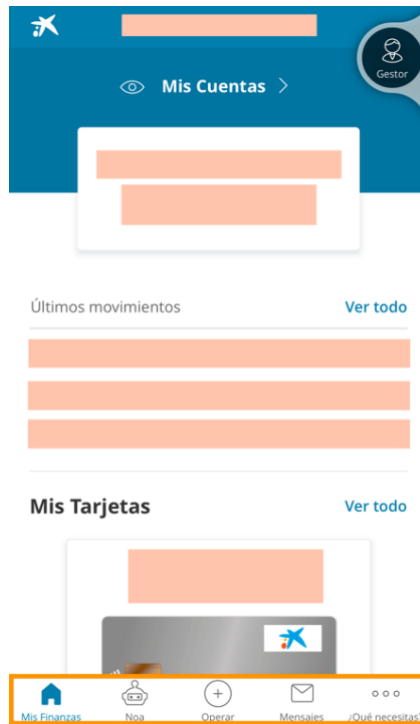 Gestor
Mis Cuentas
Últimos movimientos Ver todo
Mis Tarjetas Ver todo
Mis Finanzas Noa Operar Mensajes ¿Qué necesitas